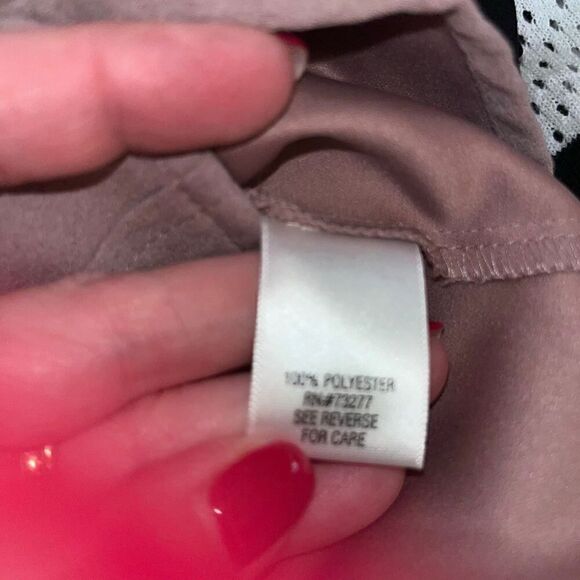 100% POLYESTER
RN#73277
SEE REVERSE
FOR CARE